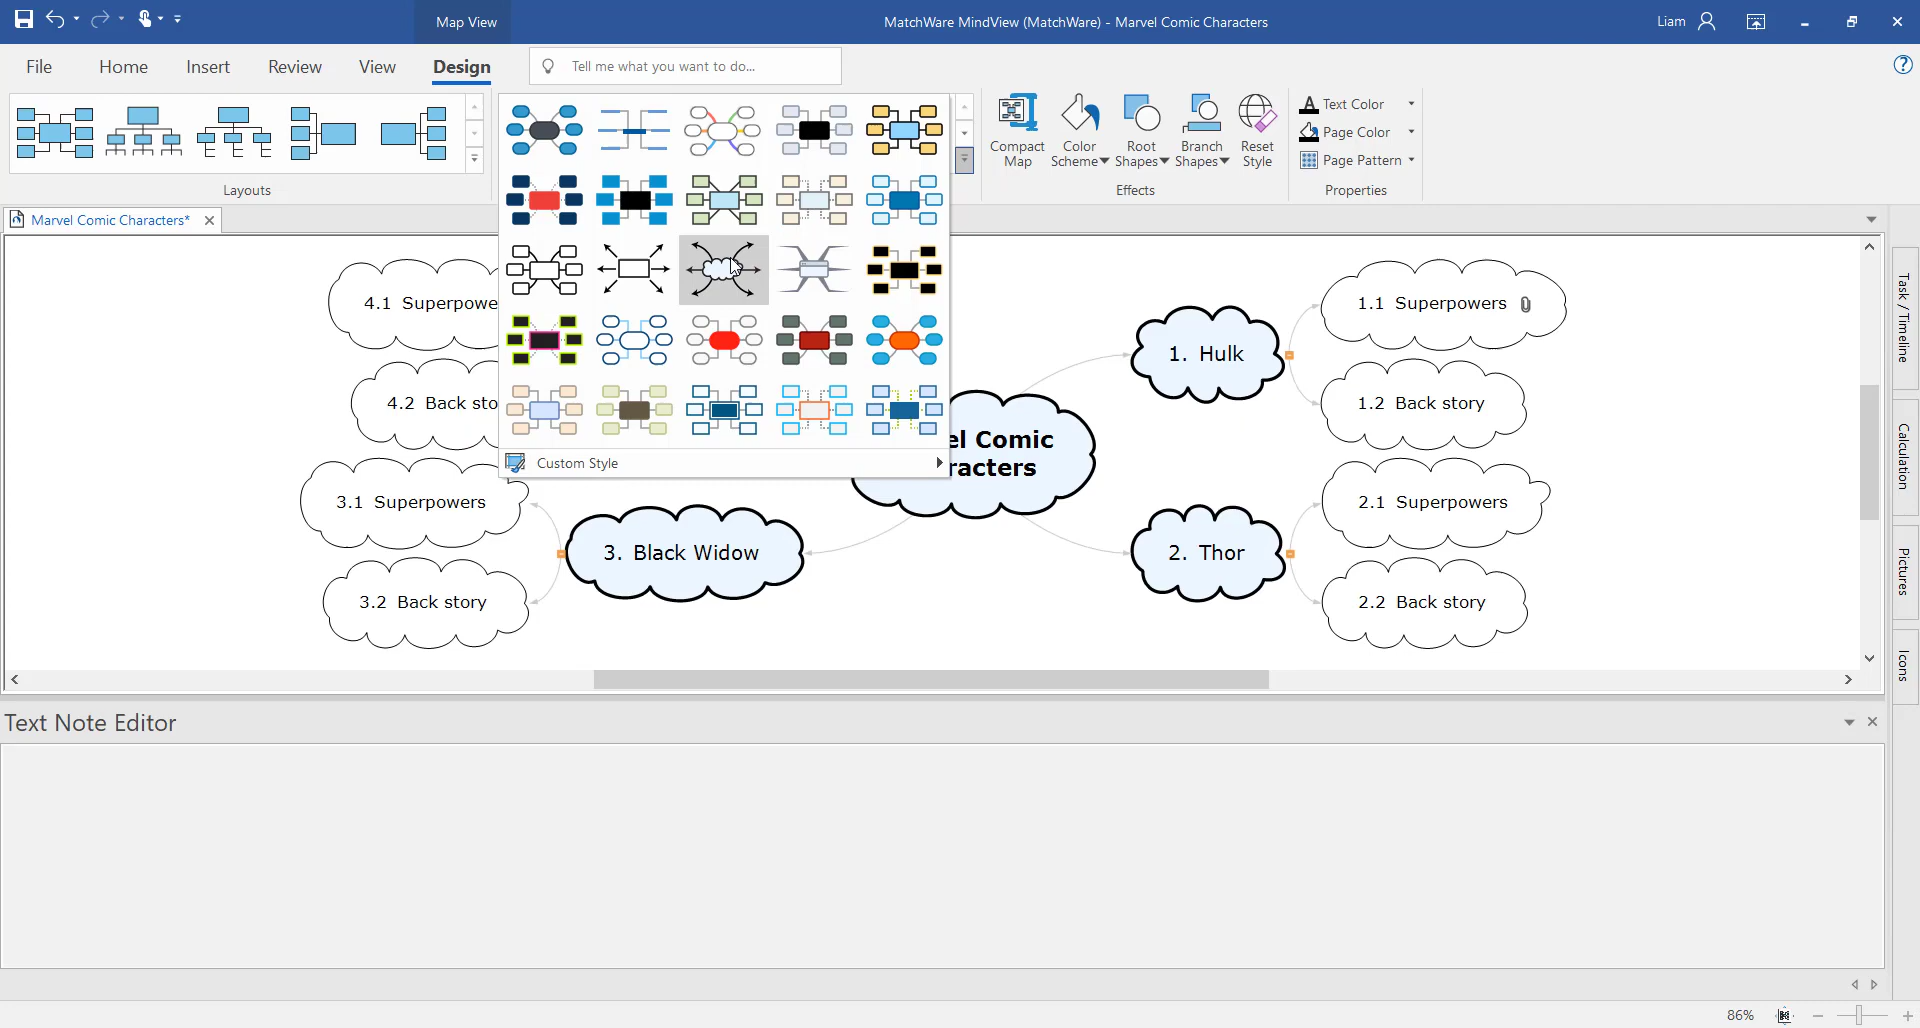 Map View
MatchWare MindView (MatchWare) - Marvel Comic Characters
Liam
File
Home
Insert
Review
View
Design
Tell me what you want to do...
Compact Map
Color Scheme
Root Shapes
Branch Shapes
Reset Style
Text Color
Page Color
Page Pattern
Layouts
Effects
Properties
Marvel Comic Characters*
Custom Style
4.1 Superpowe
4.2 Back sto
3.1 Superpowers
3.2 Back story
3. Black Widow
el Comic
racters
1. Hulk
1.1 Superpowers
1.2 Back story
2. Thor
2.1 Superpowers
2.2 Back story
Task / Timeline
Calculation
Pictures
Icons
Text Note Editor
86%